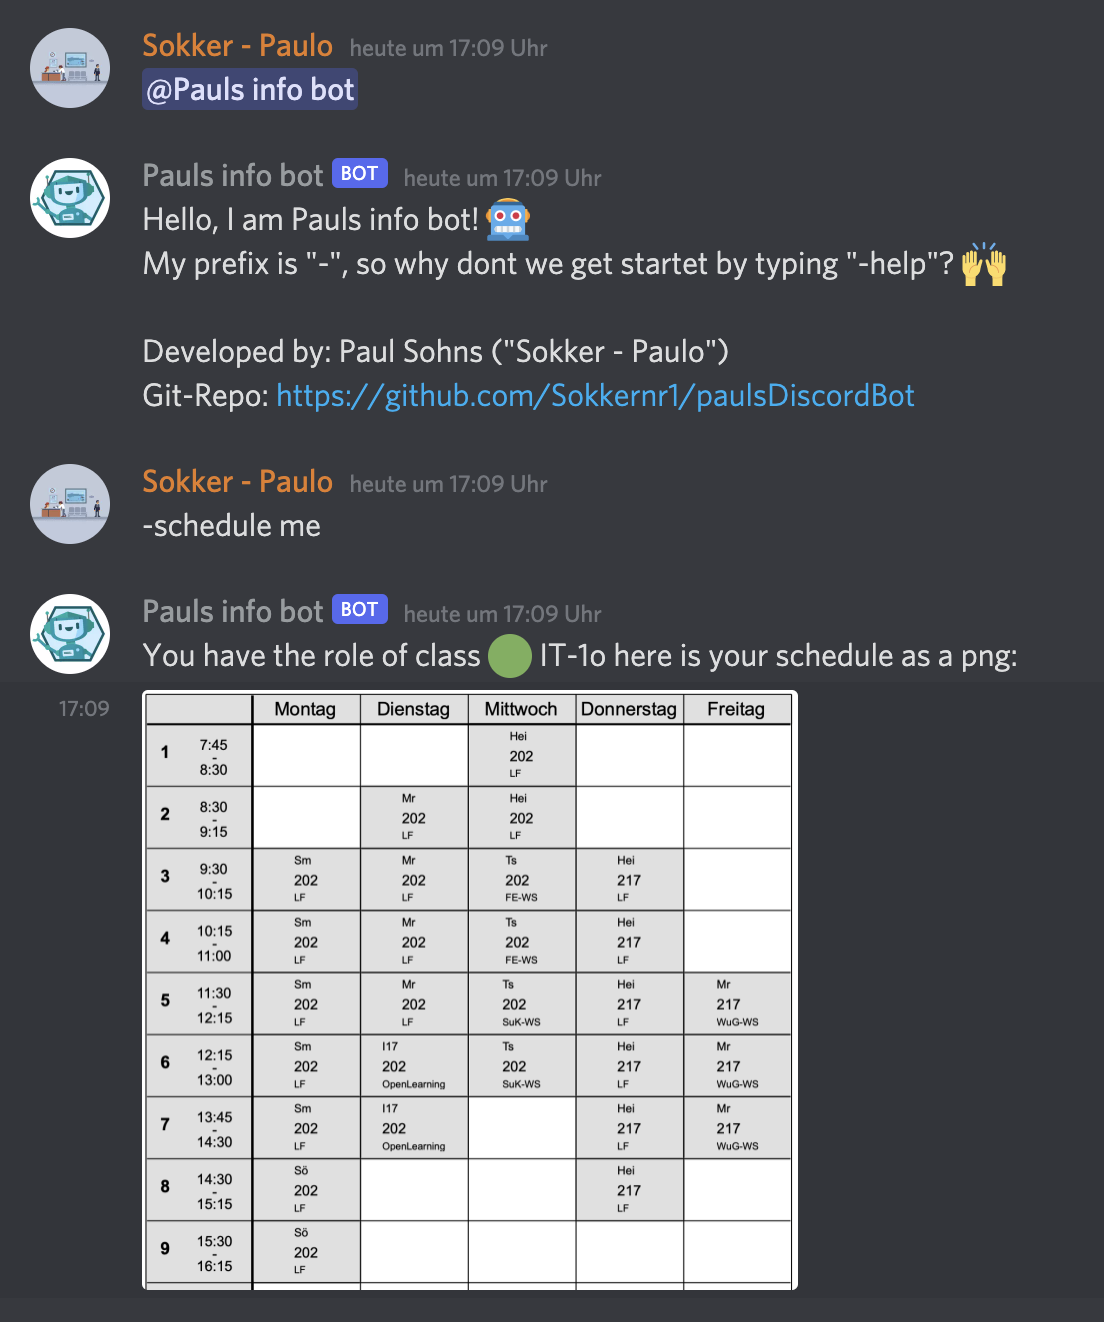 Sokker - Paulo heute um 17:09 Uhr
@Pauls info bot
Pauls info bot BOT heute um 17:09 Uhr
Hello, I am Pauls info bot!
My prefix is "-", so why dont we get startet by typing "-help"?
Developed by: Paul Sohns ("Sokker - Paulo")
Git-Repo: https://github.com/Sokkernr1/paulsDiscordBot
Sokker - Paulo heute um 17:09 Uhr
-schedule me
Pauls info bot BOT heute um 17:09 Uhr
You have the role of class IT-1o here is your schedule as a png:
17:09
Montag Dienstag Mittwoch Donnerstag Freitag
1 7:45 - 8:30
Hei 202 LF
2 8:30 - 9:15
Mr 202 LF
Hei 202 LF
3 9:30 - 10:15
Sm 202 LF
Mr 202 LF
Ts 202 FE-WS
Hei 217 LF
4 10:15 - 11:00
Sm 202 LF
Mr 202 LF
Ts 202 FE-WS
Hei 217 LF
5 11:30 - 12:15
Sm 202 LF
Mr 202 LF
Ts 202 SuK-WS
Hei 217 LF
Mr 217 WuG-WS
6 12:15 - 13:00
Sm 202 LF
I17 202 OpenLearning
Ts 202 SuK-WS
Hei 217 LF
Mr 217 WuG-WS
7 13:45 - 14:30
Sm 202 LF
I17 202 OpenLearning
Hei 217 LF
Mr 217 WuG-WS
8 14:30 - 15:15
Sö 202 LF
Hei 217 LF
9 15:30 - 16:15
Sö 202 LF